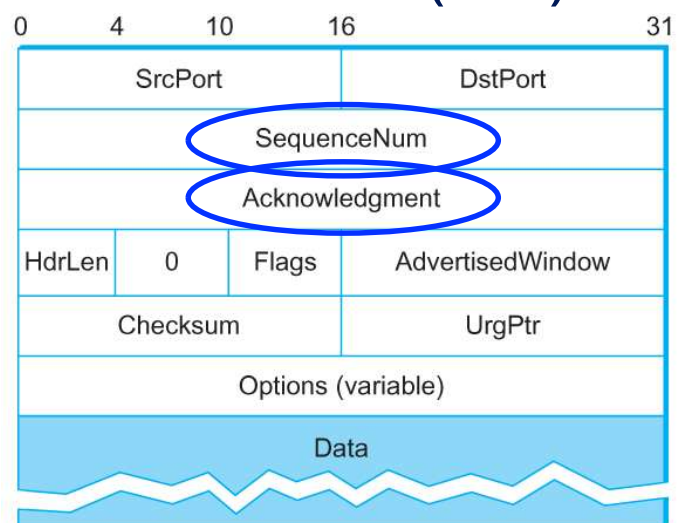 0 4 10 16 31
SrcPort DstPort
SequenceNum
Acknowledgment
HdrLen 0 Flags AdvertisedWindow
Checksum UrgPtr
Options (variable)
Data